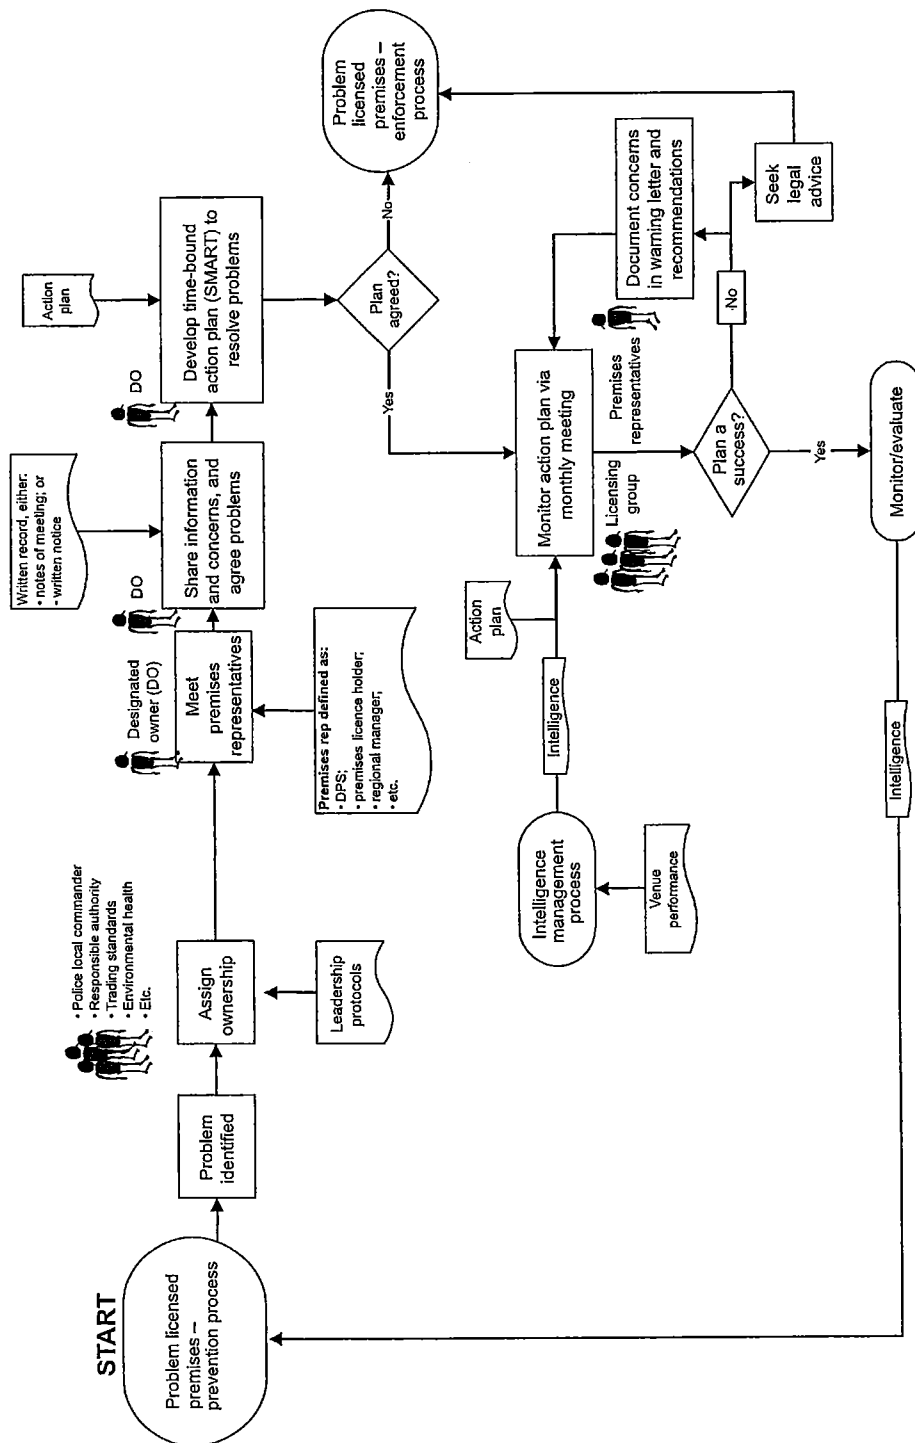 START
Problem licensed
premises –
prevention process
Problem
identified
• Police local commander
• Responsible authority
• Trading standards
• Environmental health
• Etc.
Assign
ownership
Leadership
protocols
Designated
owner (DO)
Meet
premises
representatives
Premises rep defined as:
• DPS;
• premises licence holder;
• regional manager;
• etc.
DO
Share information
and concerns, and
agree problems
Written record, either:
• notes of meeting; or
- written notice
DO
Develop time-bound
action plan (SMART) to
resolve problems
Action
plan
Plan
agreed?
No
Problem
licensed
premises –
enforcement
process
Yes
Monitor action plan via
monthly meeting
Action
plan
Intelligence
Intelligence
management
process
Venue
performance
Licensing
group
Premises
representatives
Document concerns
in warning letter and
recommendations
Plan a
success?
No
Seek
legal
advice
Yes
Monitor/evaluate
Intelligence